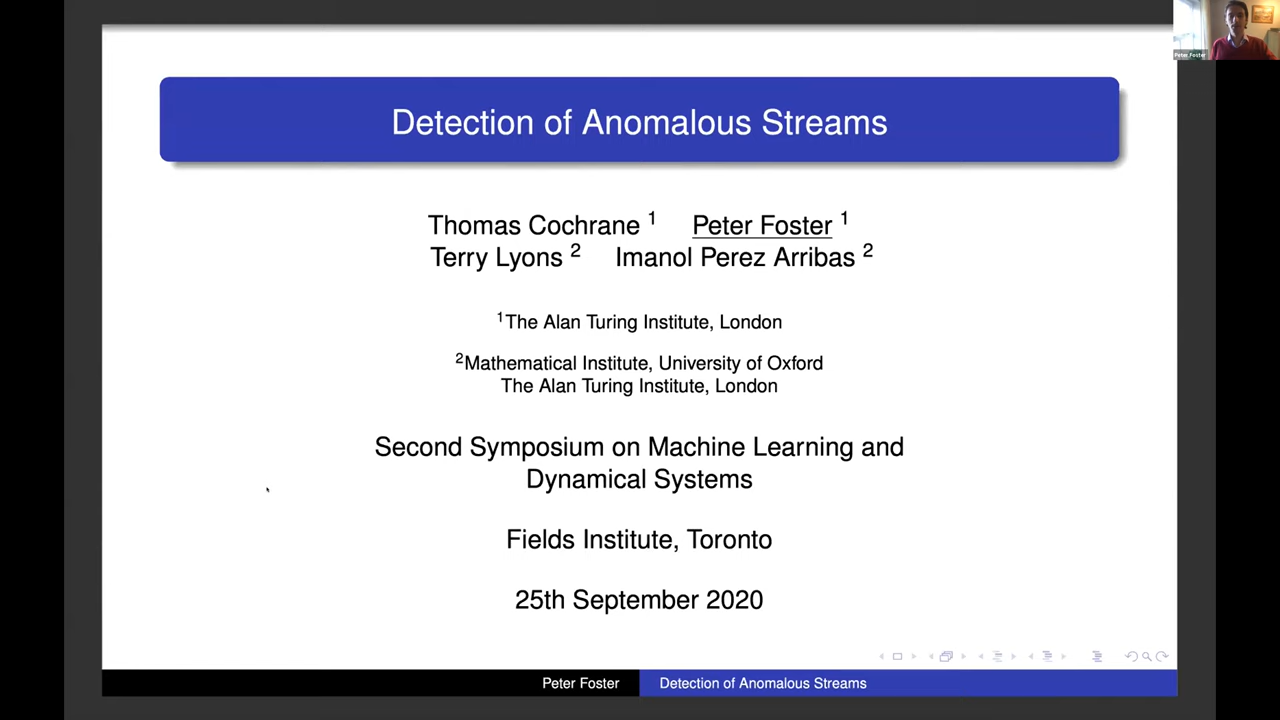 Peter Foster
Detection of Anomalous Streams
Thomas Cochrane 1 Peter Foster 1
Terry Lyons 2 Imanol Perez Arribas 2
1The Alan Turing Institute, London
2Mathematical Institute, University of Oxford
The Alan Turing Institute, London
Second Symposium on Machine Learning and
Dynamical Systems
Fields Institute, Toronto
25th September 2020
Peter Foster Detection of Anomalous Streams